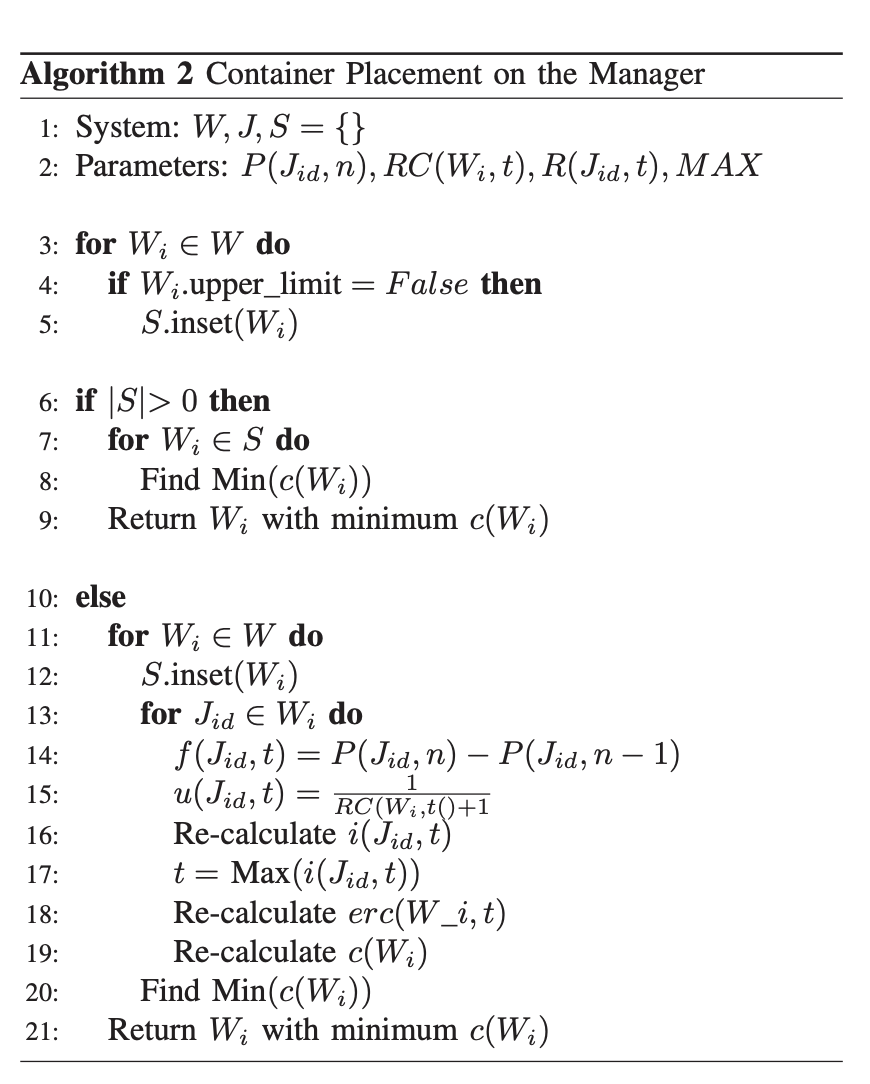 Algorithm 2 Container Placement on the Manager
1: System: W, J, S = {}
2: Parameters: P(J_{id}, n), RC(W_i, t), R(J_{id}, t), MAX
3: for W_i ∈ W do
4: if W_i.upper_limit = False then
5: S.inset(W_i)
6: if |S|> 0 then
7: for W_i ∈ S do
8: Find Min(c(W_i))
9: Return W_i with minimum c(W_i)
10: else
11: for W_i ∈ W do
12: S.inset(W_i)
13: for J_{id} ∈ W_i do
14: f(J_{id}, t) = P(J_{id}, n) − P(J_{id}, n − 1)
15: u(J_{id}, t) = \frac{1}{RC(W_i,t()+1}
16: Re-calculate i(J_{id}, t)
17: t = Max(i(J_{id}, t))
18: Re-calculate erc(W_i, t)
19: Re-calculate c(W_i)
20: Find Min(c(W_i))
21: Return W_i with minimum c(W_i)